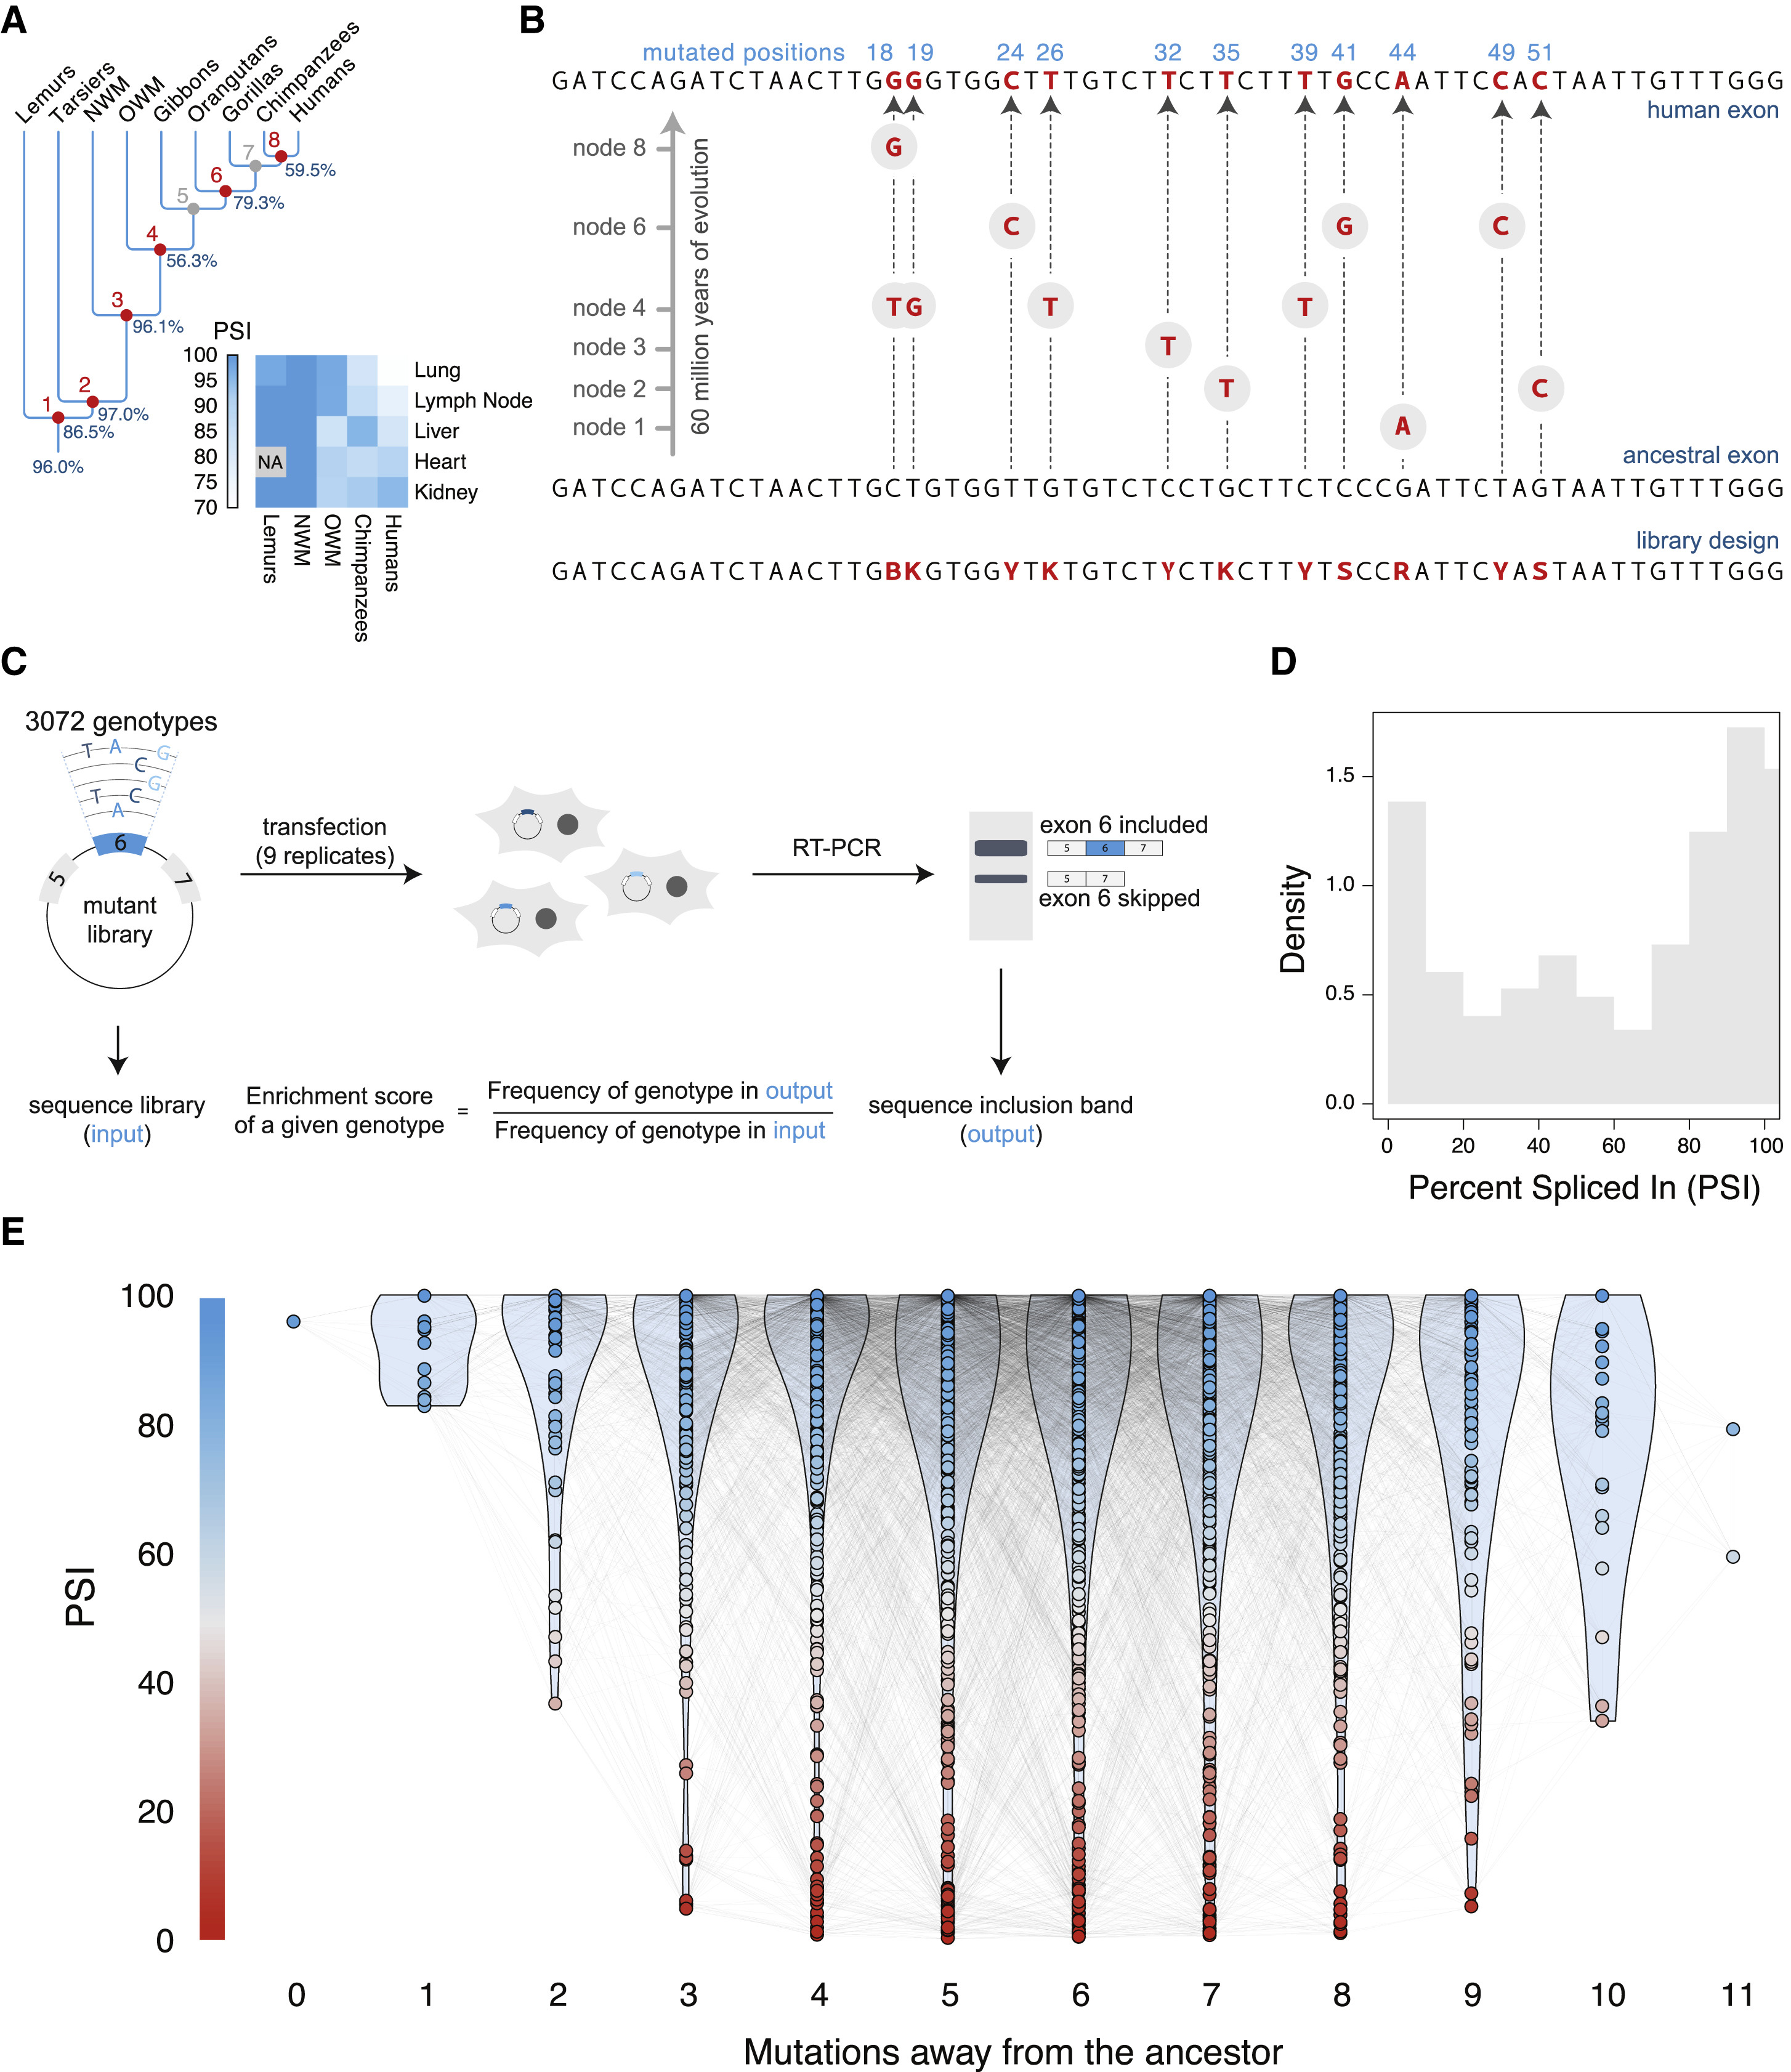 A
Lemurs
Tarsiers
NWM
OWM
Gibbons
Orangutans
Gorillas
Chimpanzees
Humans
8
7
59.5%
6
5
79.3%
4
56.3%
3
96.1%
2
97.0%
1
86.5%
96.0%
PSI
100
95
90
85
80
75
70
NA
Lung
Lymph Node
Liver
Heart
Kidney
Lemurs
NWM
OWM
Chimpanzees
Humans
B
mutated positions 18 19 24 26 32 35 39 41 44 49 51
GATCCAGATCTAACTTGGGGTGGCTTTGTCTTCTTCTTTTGCCAATTCCACTAATTGTTTGGG
human exon
node 8
G
node 6
C G C
node 4
T G T T
node 3
T
node 2
T C
node 1
A
60 million years of evolution
ancestral exon
GATCCAGATCTAACTTGCTGTGGTTGTGTCTCCTGCTTCTCCCGATTCTAGTAATTGTTTGGG
library design
GATCCAGATCTAACTTGBKGTGGYTKTGTCTYCTKCTTYTSCCRATTCYASTAATTGTTTGGG
C
3072 genotypes
T A G
C
G
T C
A
6
5
7
mutant
library
transfection
(9 replicates)
RT-PCR
exon 6 included
5 6 7
5 7
exon 6 skipped
sequence library
(input)
Enrichment score
of a given genotype
=
Frequency of genotype in output
Frequency of genotype in input
sequence inclusion band
(output)
D
Density
1.5
1.0
0.5
0.0
0 20 40 60 80 100
Percent Spliced In (PSI)
E
PSI
100
80
60
40
20
0
0 1 2 3 4 5 6 7 8 9 10 11
Mutations away from the ancestor